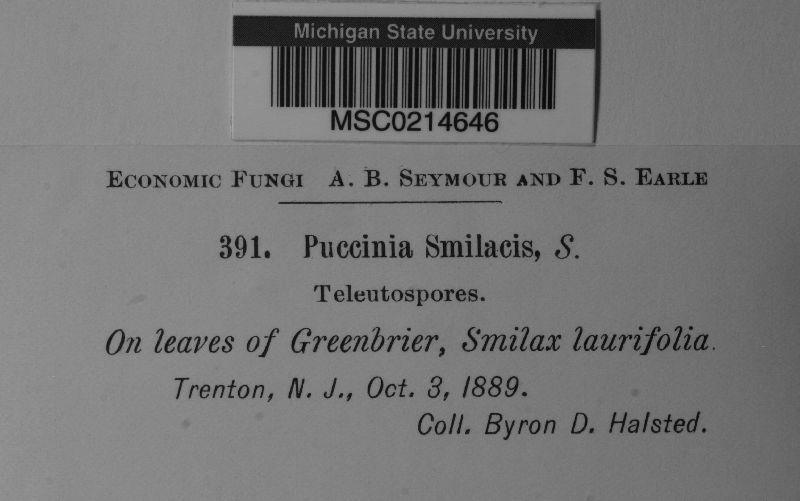 Michigan State University
MSC0214646
Economic Fungi A. B. Seymour and F. S. Earle
391. Puccinia Smilacis, S.
Teleutospores.
On leaves of Greenbrier, Smilax laurifolia.
Trenton, N. J., Oct. 3, 1889.
Coll. Byron D. Halsted.